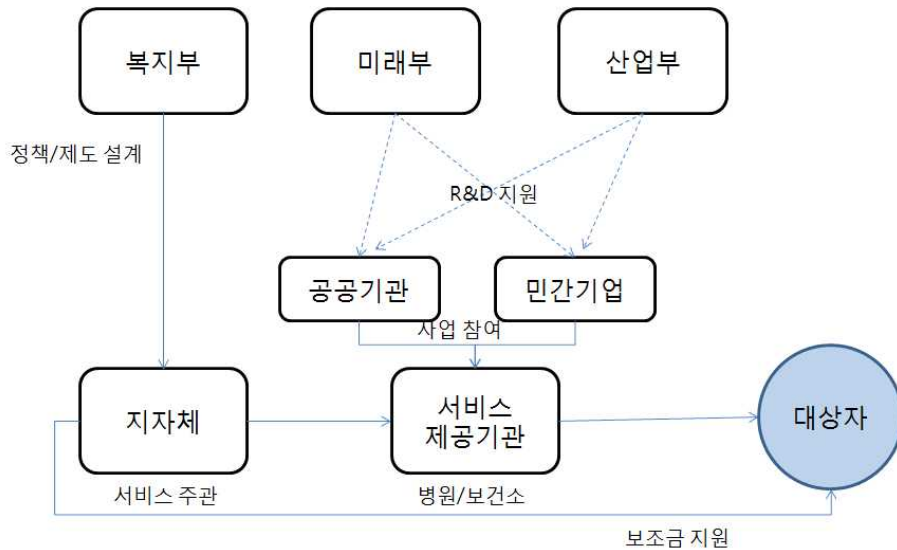 복지부
미래부
산업부
정책/제도 설계
R&D 지원
공공기관
민간기업
사업 참여
지자체
서비스
제공기관
대상자
서비스 주관
병원/보건소
보조금 지원